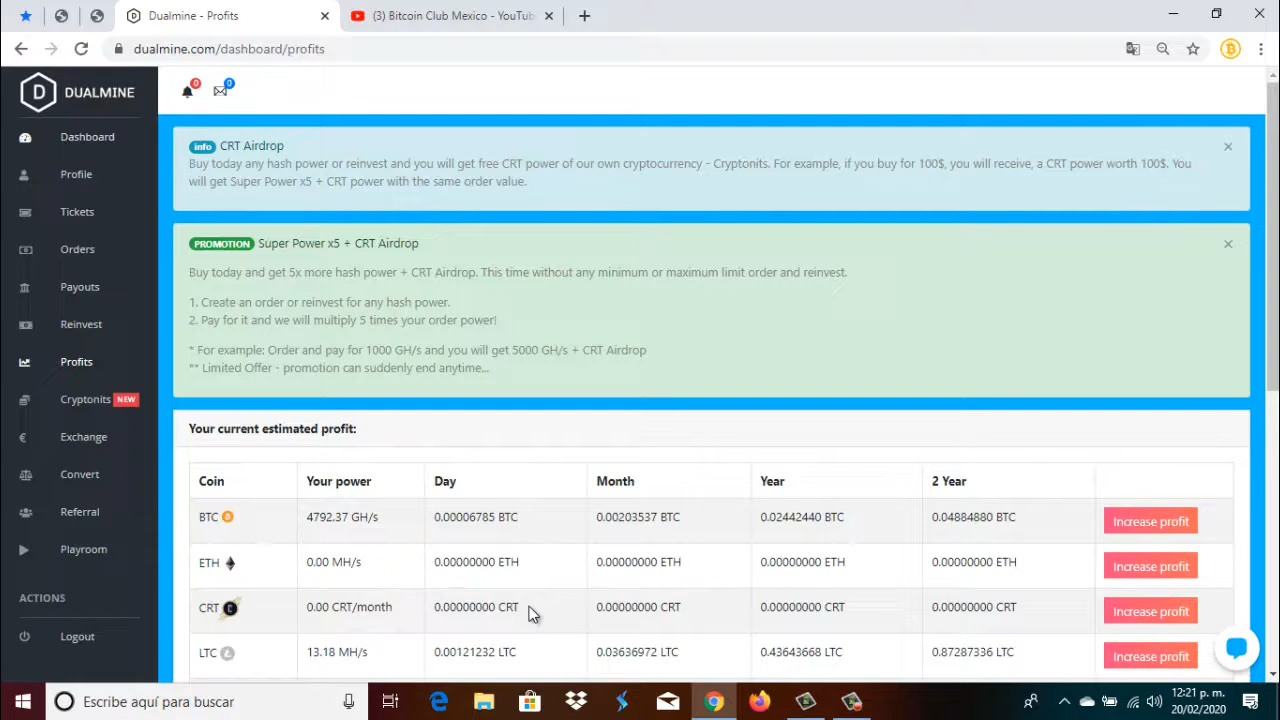 Dualmine - Profits
(3) Bitcoin Club Mexico - YouTub
dualmine.com/dashboard/profits
DUALMINE
0
0
Dashboard
Profile
Tickets
Orders
Payouts
Reinvest
Profits
Cryptonits NEW
Exchange
Convert
Referral
Playroom
ACTIONS
Logout
info CRT Airdrop
Buy today any hash power or reinvest and you will get free CRT power of our own cryptocurrency - Cryptonits. For example, if you buy for 100$, you will receive, a CRT power worth 100$. You
will get Super Power x5 + CRT power with the same order value.
PROMOTION Super Power x5 + CRT Airdrop
Buy today and get 5x more hash power + CRT Airdrop. This time without any minimum or maximum limit order and reinvest.
1. Create an order or reinvest for any hash power.
2. Pay for it and we will multiply 5 times your order power!
* For example: Order and pay for 1000 GH/s and you will get 5000 GH/s + CRT Airdrop
** Limited Offer - promotion can suddenly end anytime...
Your current estimated profit:
Coin Your power Day Month Year 2 Year
BTC 4792.37 GH/s 0.00006785 BTC 0.00203537 BTC 0.02442440 BTC 0.04884880 BTC Increase profit
ETH 0.00 MH/s 0.00000000 ETH 0.00000000 ETH 0.00000000 ETH 0.00000000 ETH Increase profit
CRT 0.00 CRT/month 0.00000000 CRT 0.00000000 CRT 0.00000000 CRT 0.00000000 CRT Increase profit
LTC 13.18 MH/s 0.00121232 LTC 0.03636972 LTC 0.43643668 LTC 0.87287336 LTC Increase profit
Escribe aquí para buscar
12:21 p. m.
20/02/2020